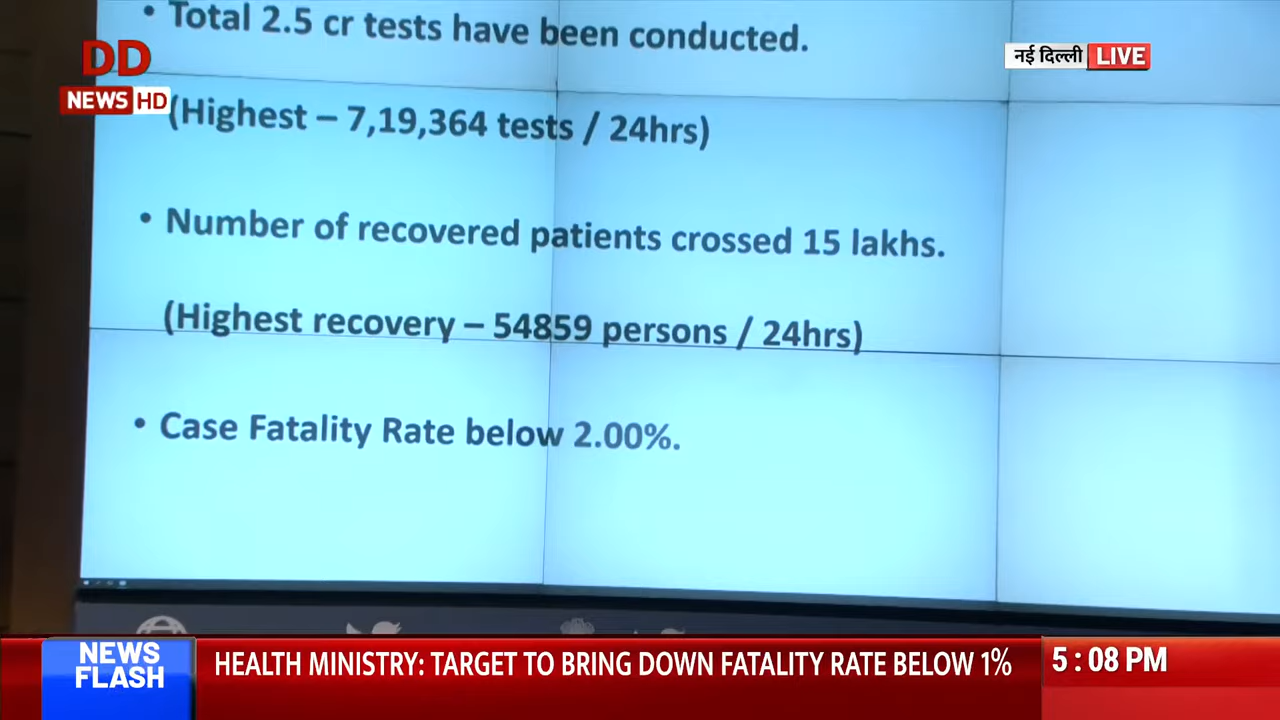 • Total 2.5 cr tests have been conducted.
DD
NEWS HD
नई दिल्ली LIVE
(Highest – 7,19,364 tests / 24hrs)
• Number of recovered patients crossed 15 lakhs.
(Highest recovery – 54859 persons / 24hrs)
• Case Fatality Rate below 2.00%.
NEWS FLASH
HEALTH MINISTRY: TARGET TO BRING DOWN FATALITY RATE BELOW 1%
5:08 PM